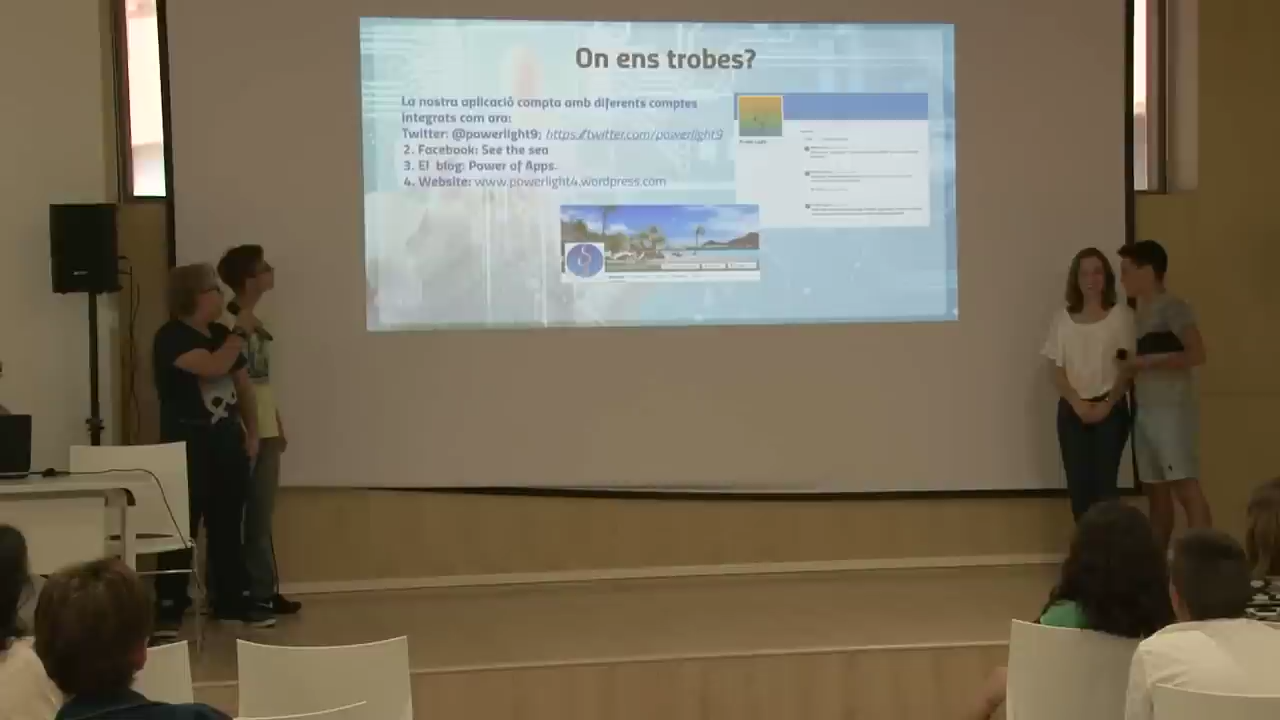 On ens trobes?
La nostra aplicació compta amb diferents comptes
integrats com ara:
Twitter: @powerlight9; https://twitter.com/powerlight9
2. Facebook: See the sea
3. El blog: Power of Apps.
4. Website: www.powerlight4.wordpress.com